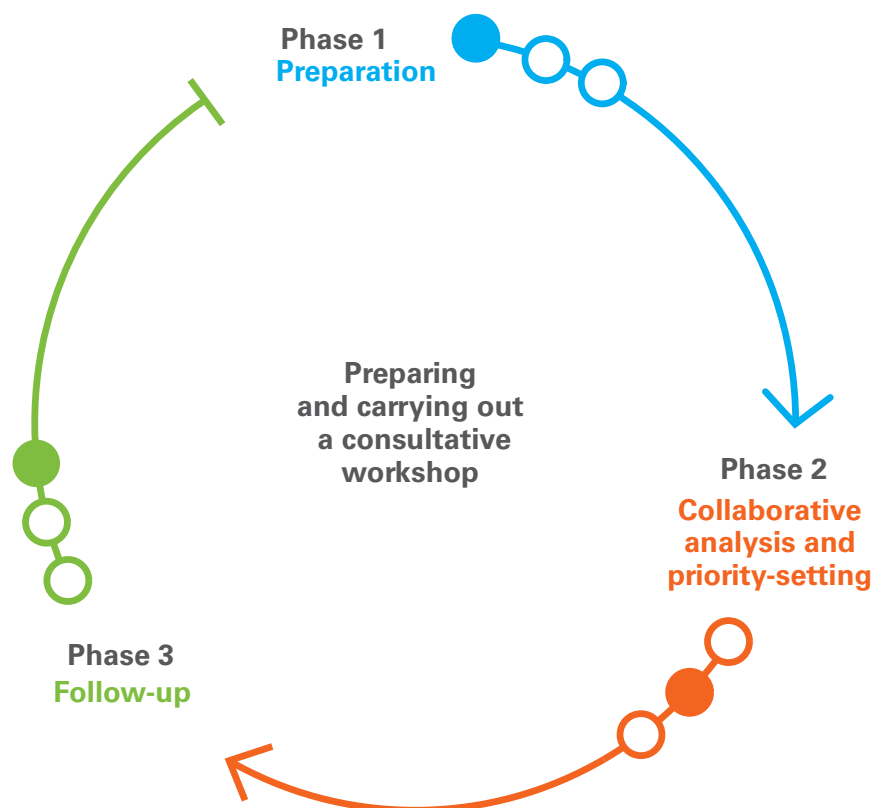 Phase 1
Preparation
Preparing
and carrying out
a consultative
workshop
Phase 2
Collaborative
analysis and
priority-setting
Phase 3
Follow-up